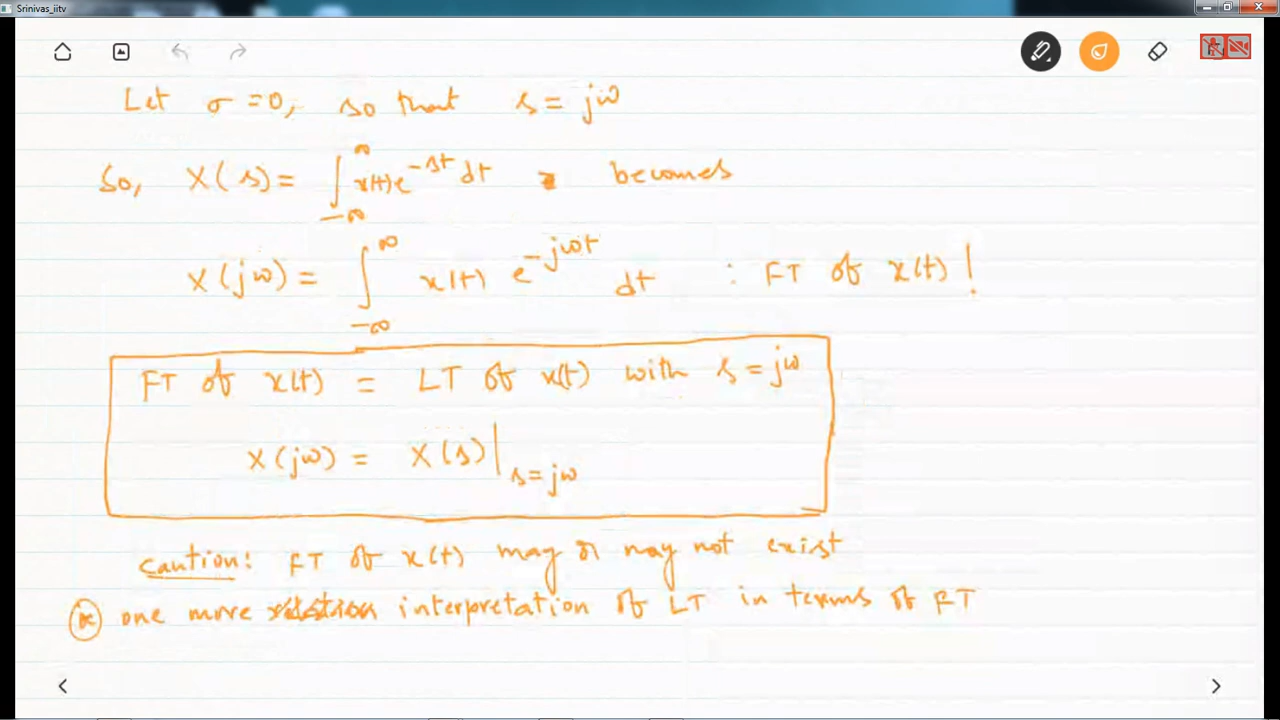 Srinivas_iitv
Let σ = 0, so that s = jω
So, X(s) = ∫_{-∞}^{∞} x(t) e^{-st} dt becomes
X(jω) = ∫_{-∞}^{∞} x(t) e^{-jωt} dt : FT of x(t)!
FT of x(t) = LT of x(t) with s = jω
X(jω) = X(s)|_{s=jω}
caution: FT of x(t) may or may not exist
* one more interpretation of LT in terms of FT